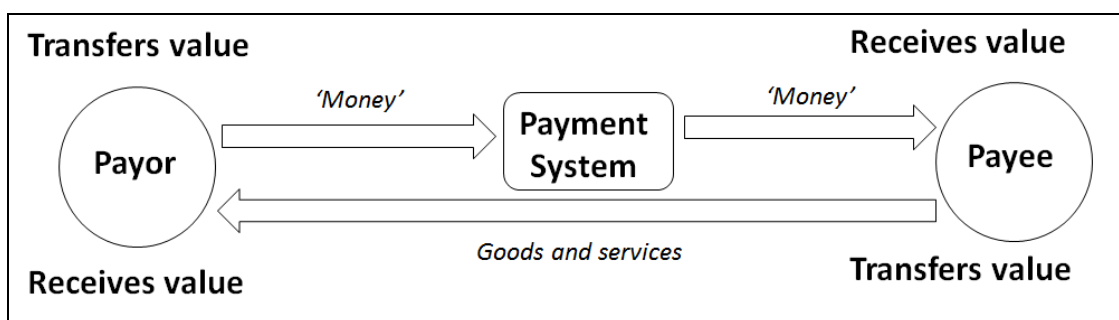 Transfers value
Receives value
‘Money’
‘Money’
Payor
Payment
System
Payee
Goods and services
Receives value
Transfers value